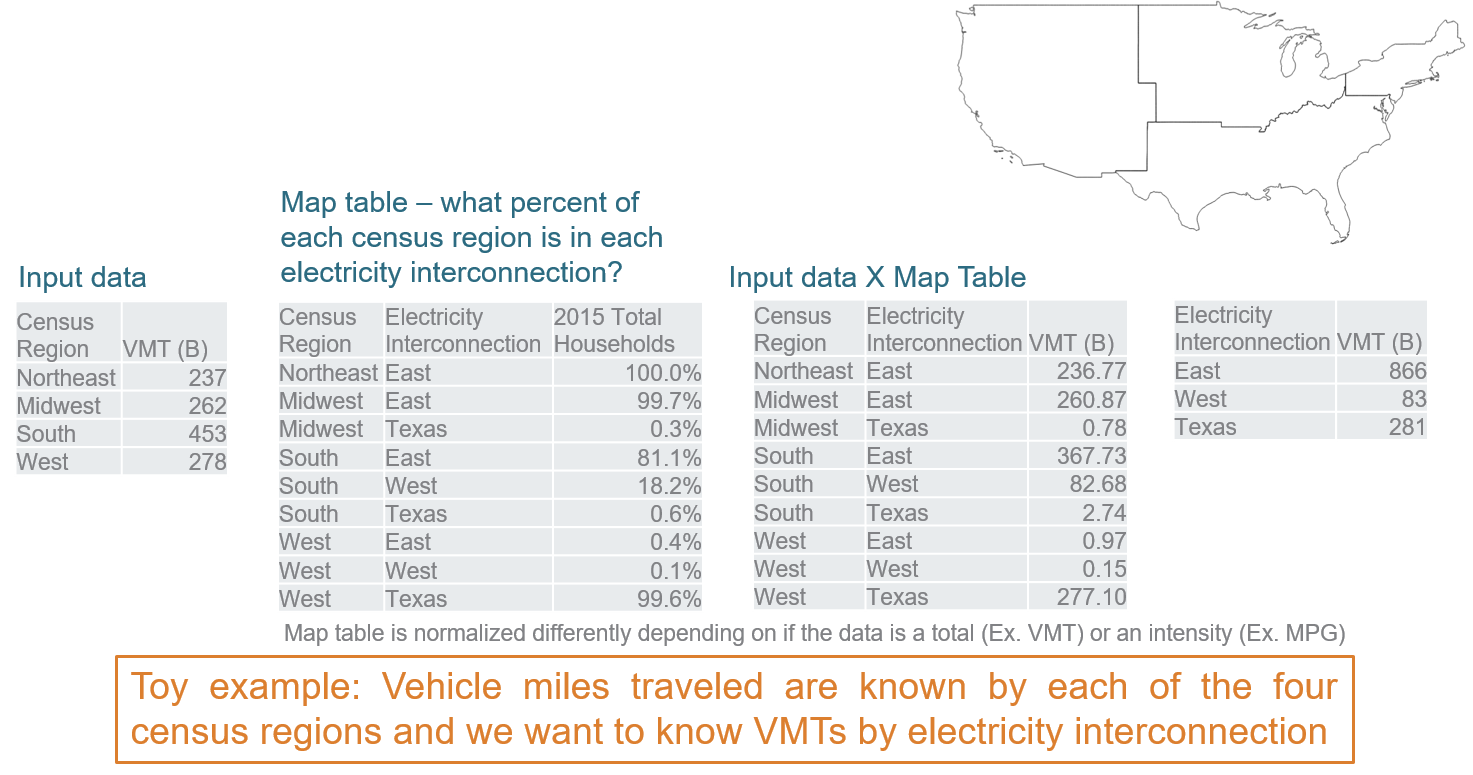 Map table – what percent of
each census region is in each
electricity interconnection?
Input data
Census Region VMT (B)
Northeast 237
Midwest 262
South 453
West 278
Census Region Electricity Interconnection 2015 Total Households
Northeast East 100.0%
Midwest East 99.7%
Midwest Texas 0.3%
South East 81.1%
South West 18.2%
South Texas 0.6%
West East 0.4%
West West 0.1%
West Texas 99.6%
Input data X Map Table
Census Region Electricity Interconnection VMT (B)
Northeast East 236.77
Midwest East 260.87
Midwest Texas 0.78
South East 367.73
South West 82.68
South Texas 2.74
West East 0.97
West West 0.15
West Texas 277.10
Electricity Interconnection VMT (B)
East 866
West 83
Texas 281
Map table is normalized differently depending on if the data is a total (Ex. VMT) or an intensity (Ex. MPG)
Toy example: Vehicle miles traveled are known by each of the four
census regions and we want to know VMTs by electricity interconnection